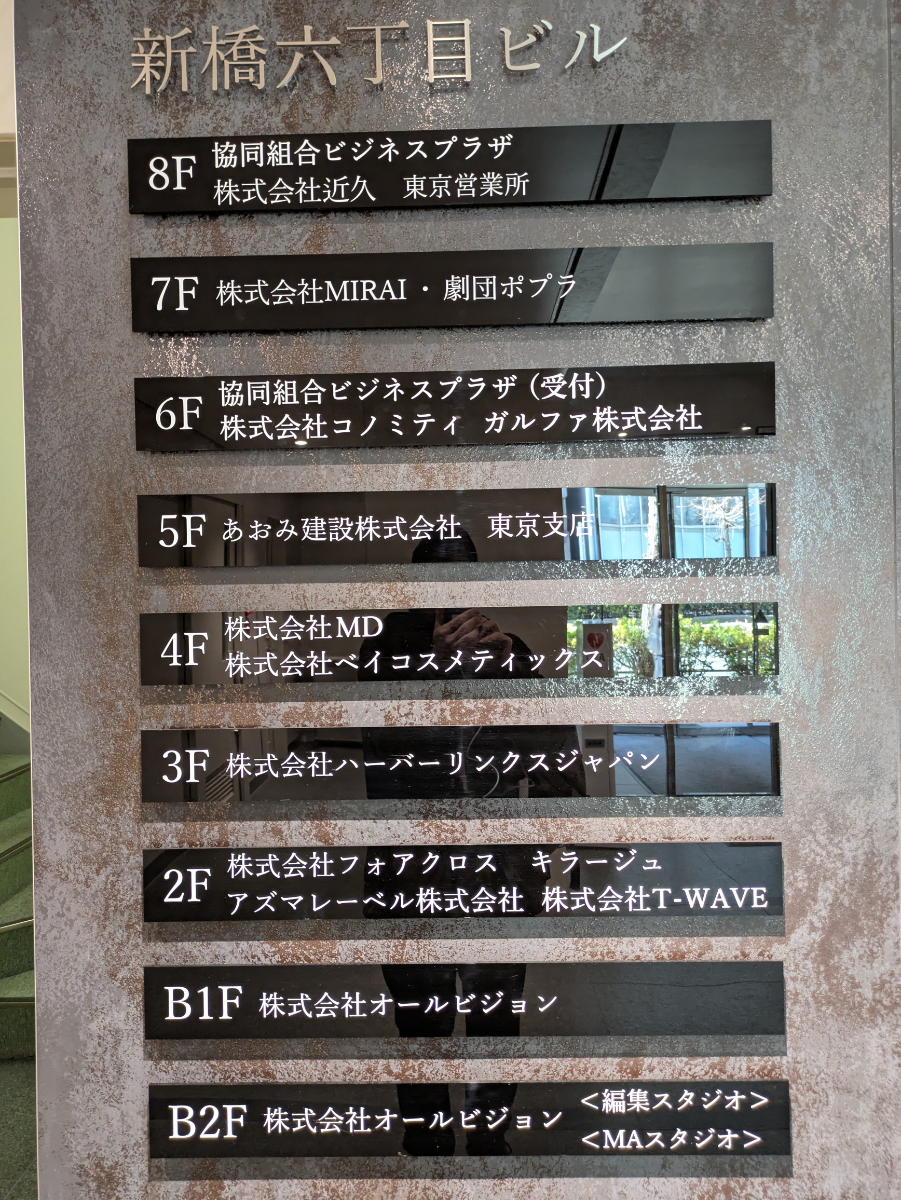 新橋六丁目ビル
8F 協同組合ビジネスプラザ
株式会社近久 東京営業所
7F 株式会社MIRAI・劇団ポプラ
6F 協同組合ビジネスプラザ(受付)
株式会社コノミティ ガルファ株式会社
5F あおみ建設株式会社 東京支店
4F 株式会社MD
株式会社ベイコスメティックス
3F 株式会社ハーバーリンクスジャパン
2F 株式会社フォアクロス キラージュ
アズマレーベル株式会社 株式会社T-WAVE
B1F 株式会社オールビジョン
B2F 株式会社オールビジョン <編集スタジオ>
<MAスタジオ>